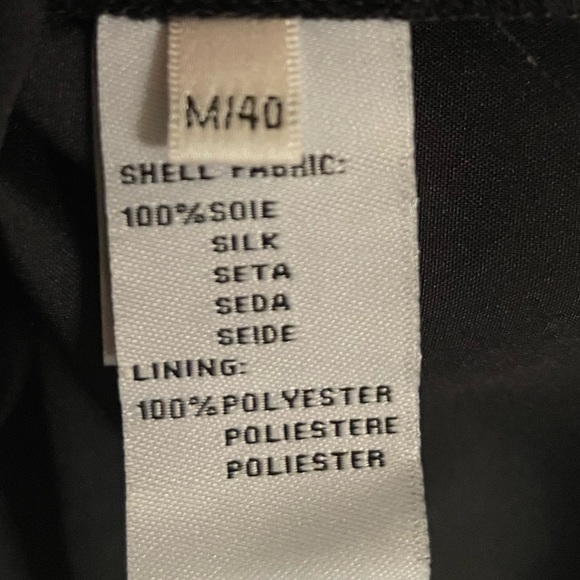 M/40
SHELL FABRIC:
100%SOIE
SILK
SETA
SEDA
SEIDE
LINING:
100%POLYESTER
POLIESTERE
POLIESTER